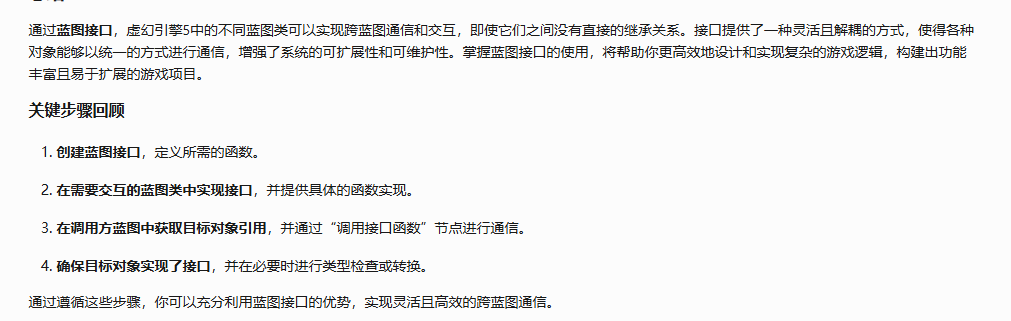 通过蓝图接口，虚幻引擎5中的不同蓝图类可以实现跨蓝图通信和交互，即使它们之间没有直接的继承关系。接口提供了一种灵活且解耦的方式，使得各种
对象能够以统一的方式进行通信，增强了系统的可扩展性和可维护性。掌握蓝图接口的使用，将帮助你更高效地设计和实现复杂的游戏逻辑，构建出功能
丰富且易于扩展的游戏项目。
关键步骤回顾
1. 创建蓝图接口，定义所需的函数。
2. 在需要交互的蓝图类中实现接口，并提供具体的函数实现。
3. 在调用方蓝图中获取目标对象引用，并通过“调用接口函数”节点进行通信。
4. 确保目标对象实现了接口，并在必要时进行类型检查或转换。
通过遵循这些步骤，你可以充分利用蓝图接口的优势，实现灵活且高效的跨蓝图通信。